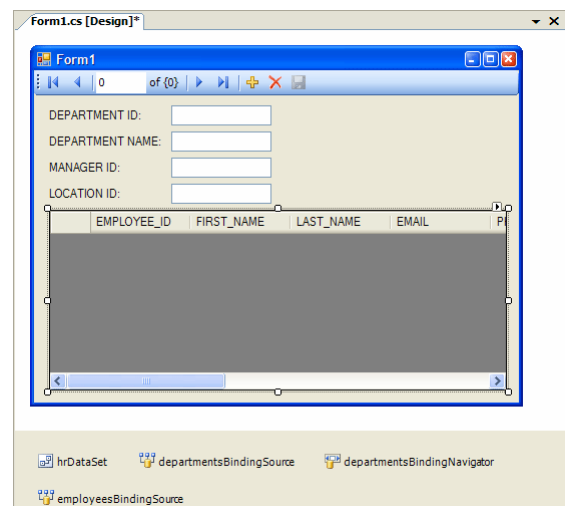 Form1.cs [Design]*
Form1
0 of {0}
DEPARTMENT ID:
DEPARTMENT NAME:
MANAGER ID:
LOCATION ID:
EMPLOYEE_ID FIRST_NAME LAST_NAME EMAIL
hrDataSet departmentsBindingSource departmentsBindingNavigator
employeesBindingSource